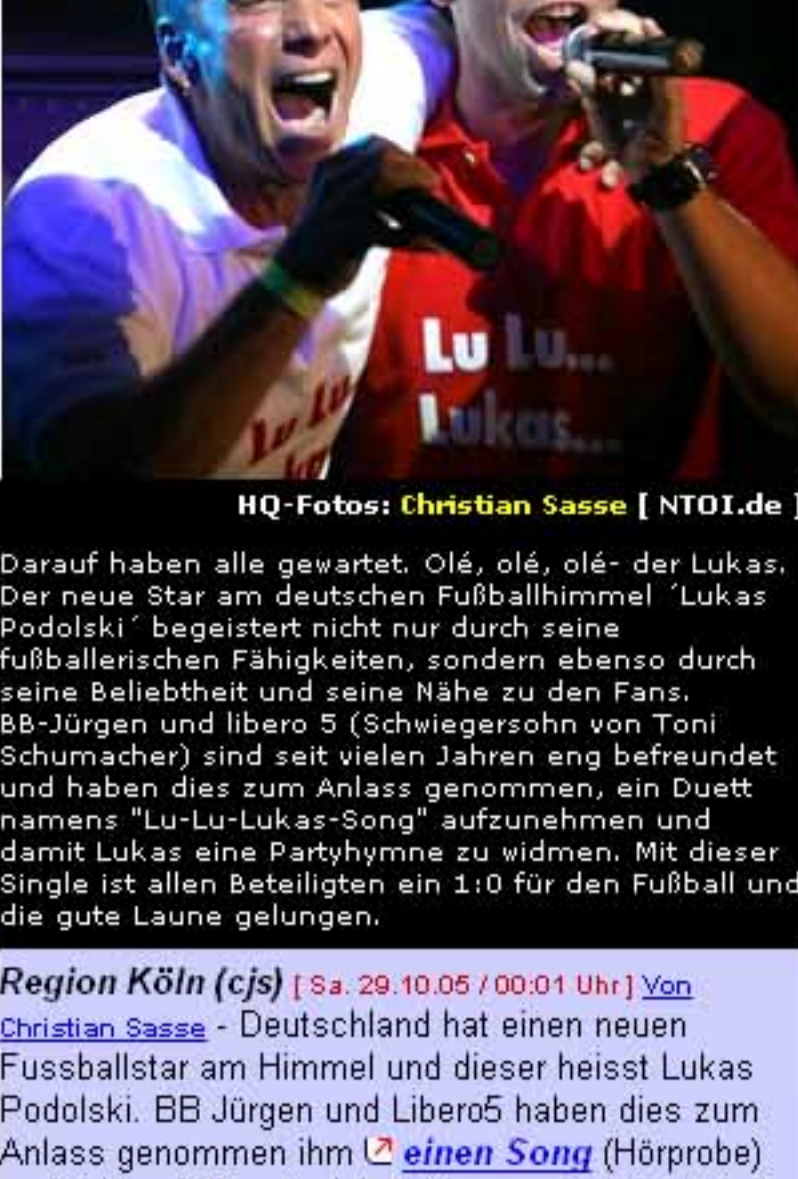 Lu Lu...
Lukas...
Lu Lu
HQ-Fotos: Christian Sasse [ NTOI.de ]
Darauf haben alle gewartet. Olé, olé, olé- der Lukas.
Der neue Star am deutschen Fußballhimmel ´Lukas
Podolski´ begeistert nicht nur durch seine
fußballerischen Fähigkeiten, sondern ebenso durch
seine Beliebtheit und seine Nähe zu den Fans.
BB-Jürgen und libero 5 (Schwiegersohn von Toni
Schumacher) sind seit vielen Jahren eng befreundet
und haben dies zum Anlass genommen, ein Duett
namens "Lu-Lu-Lukas-Song" aufzunehmen und
damit Lukas eine Partyhymne zu widmen. Mit dieser
Single ist allen Beteiligten ein 1:0 für den Fußball und
die gute Laune gelungen.
Region Köln (cjs) [ Sa. 29.10.05 / 00:01 Uhr ] Von
Christian Sasse - Deutschland hat einen neuen
Fussballstar am Himmel und dieser heisst Lukas
Podolski. BB Jürgen und Libero5 haben dies zum
Anlass genommen ihm einen Song (Hörprobe)